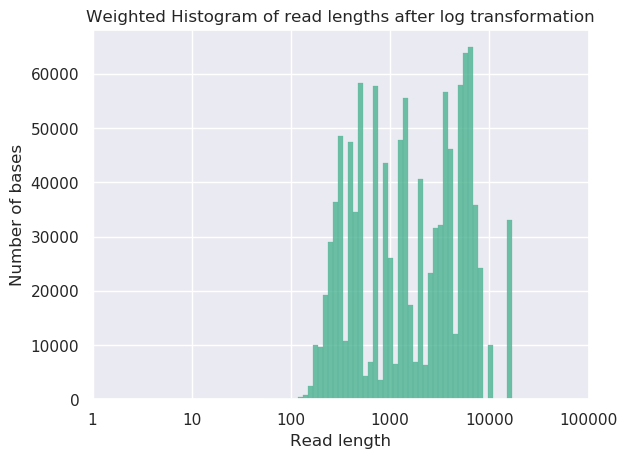 Weighted Histogram of read lengths after log transformation
60000
50000
40000
30000
20000
10000
0
1 10 100 1000 10000 100000
Number of bases
Read length